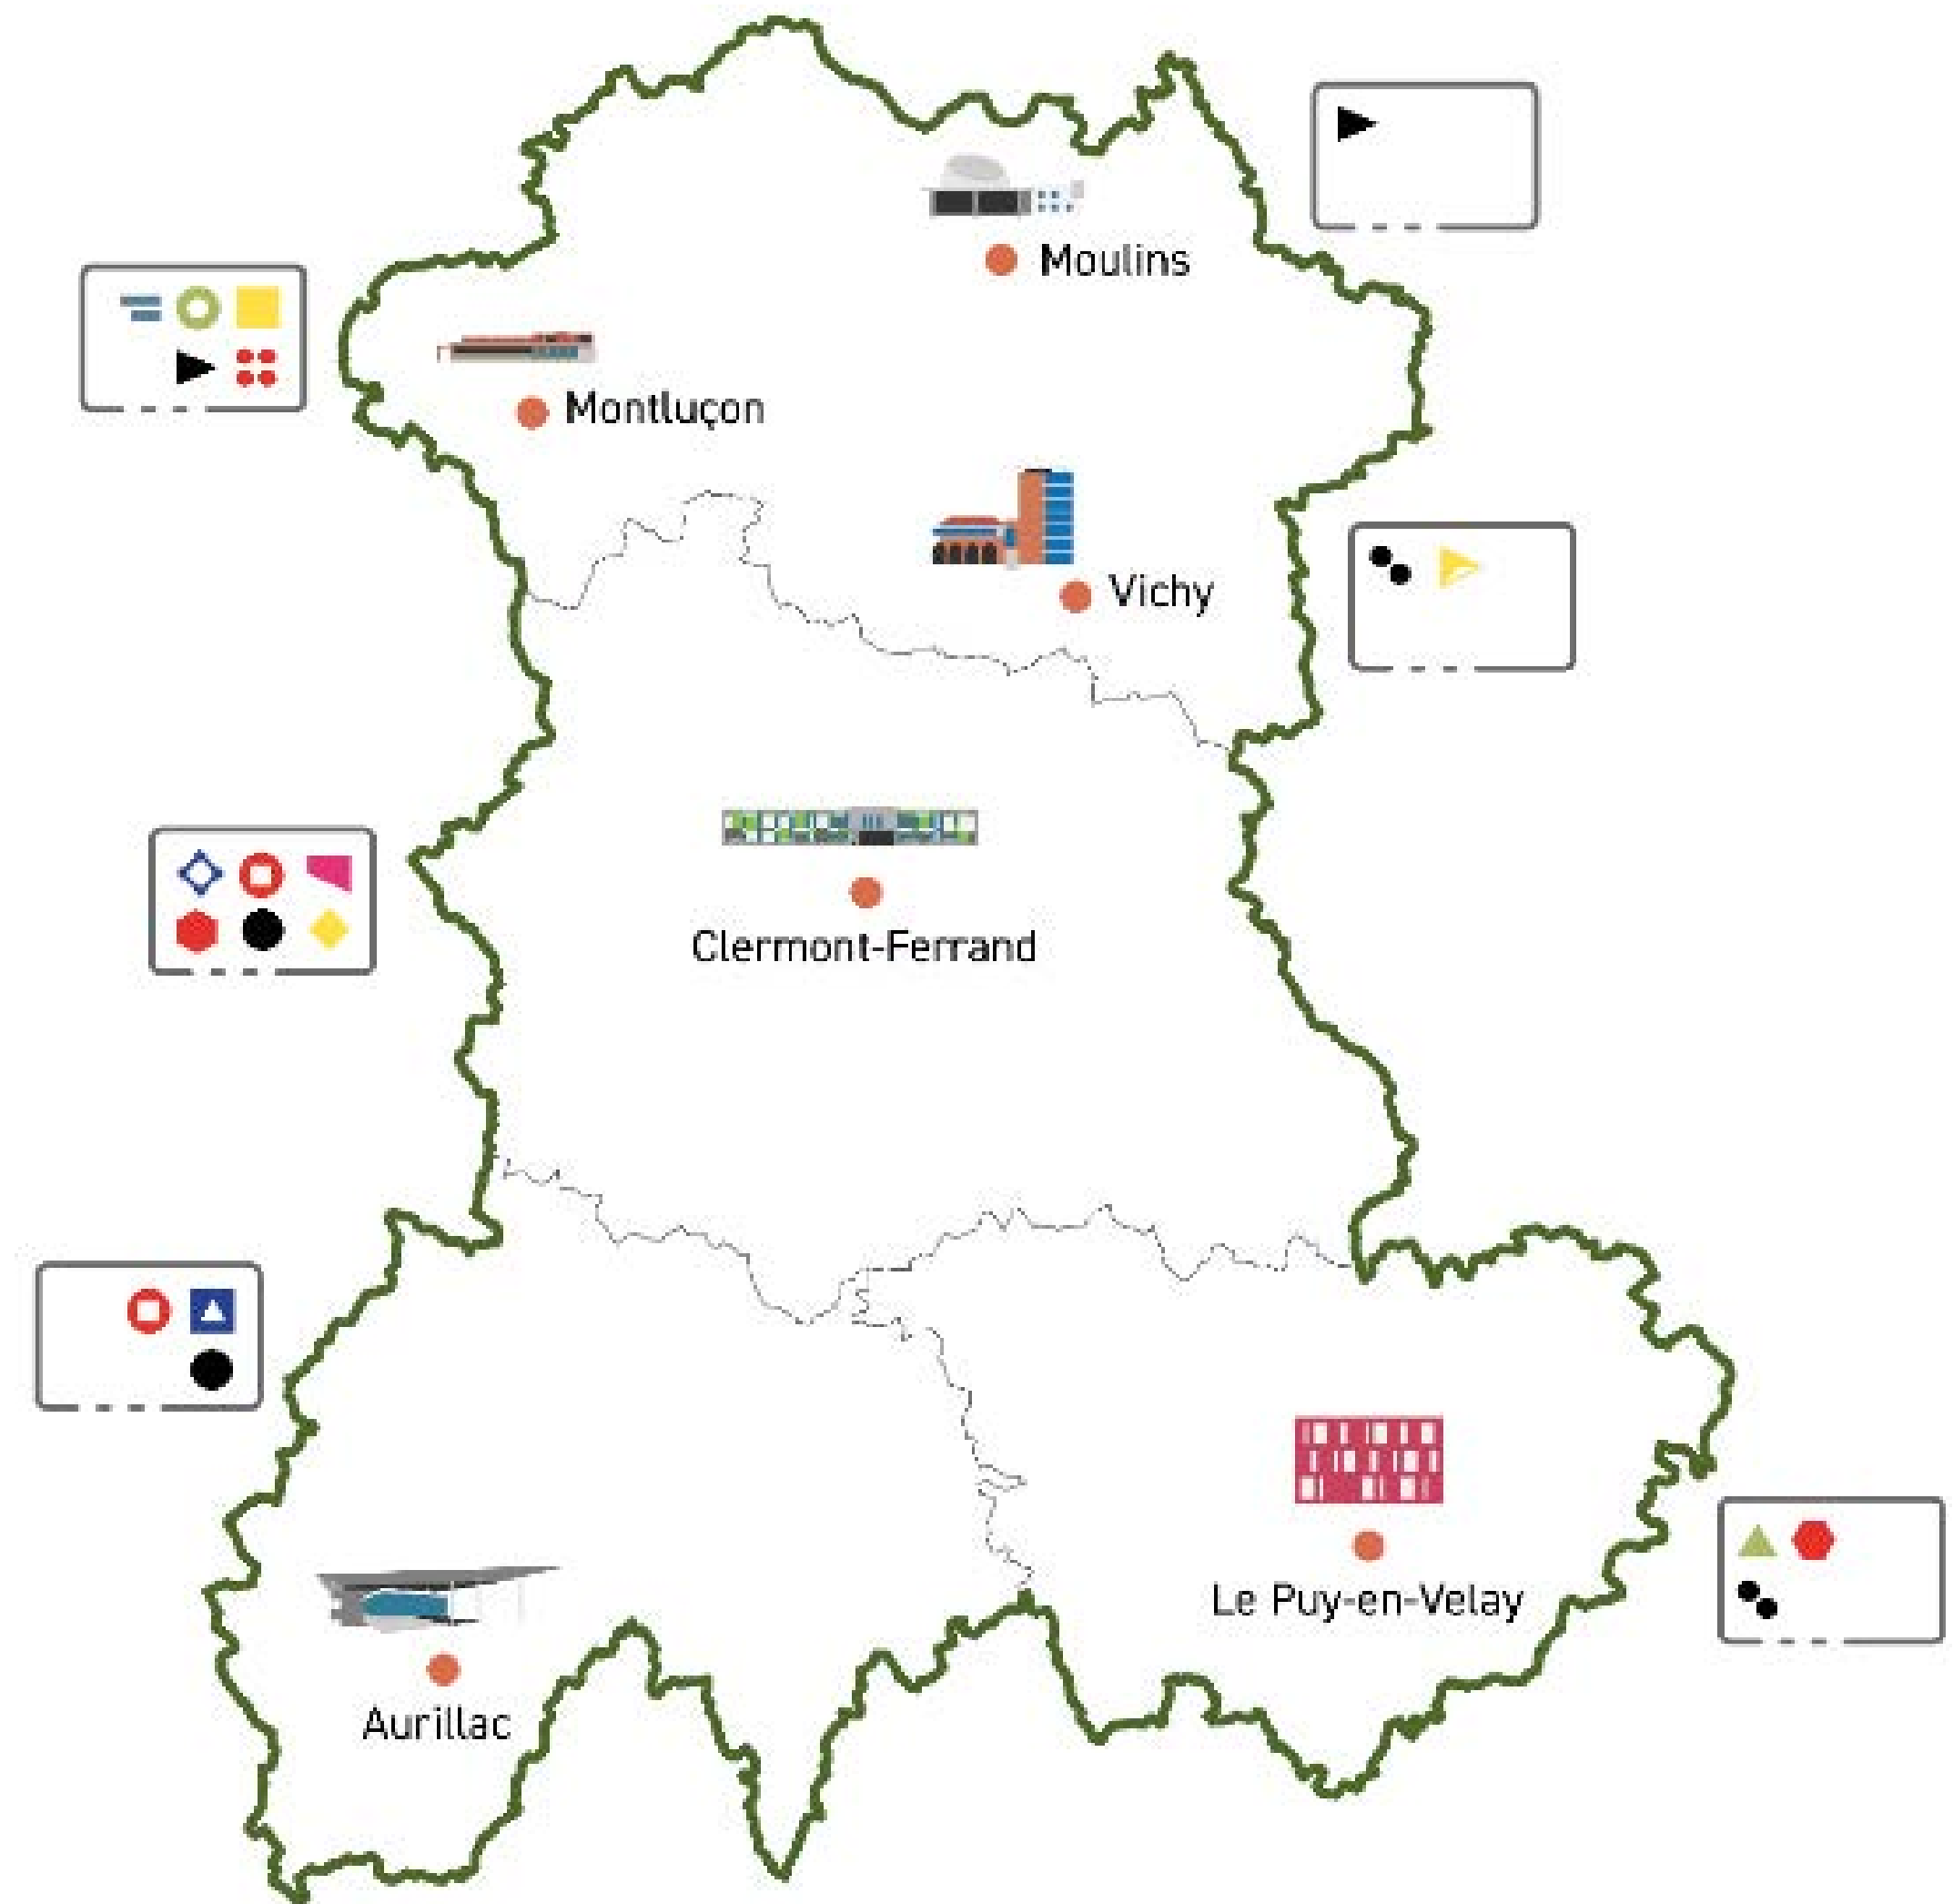 Moulins
Montluçon
Vichy
Clermont-Ferrand
Le Puy-en-Velay
Aurillac